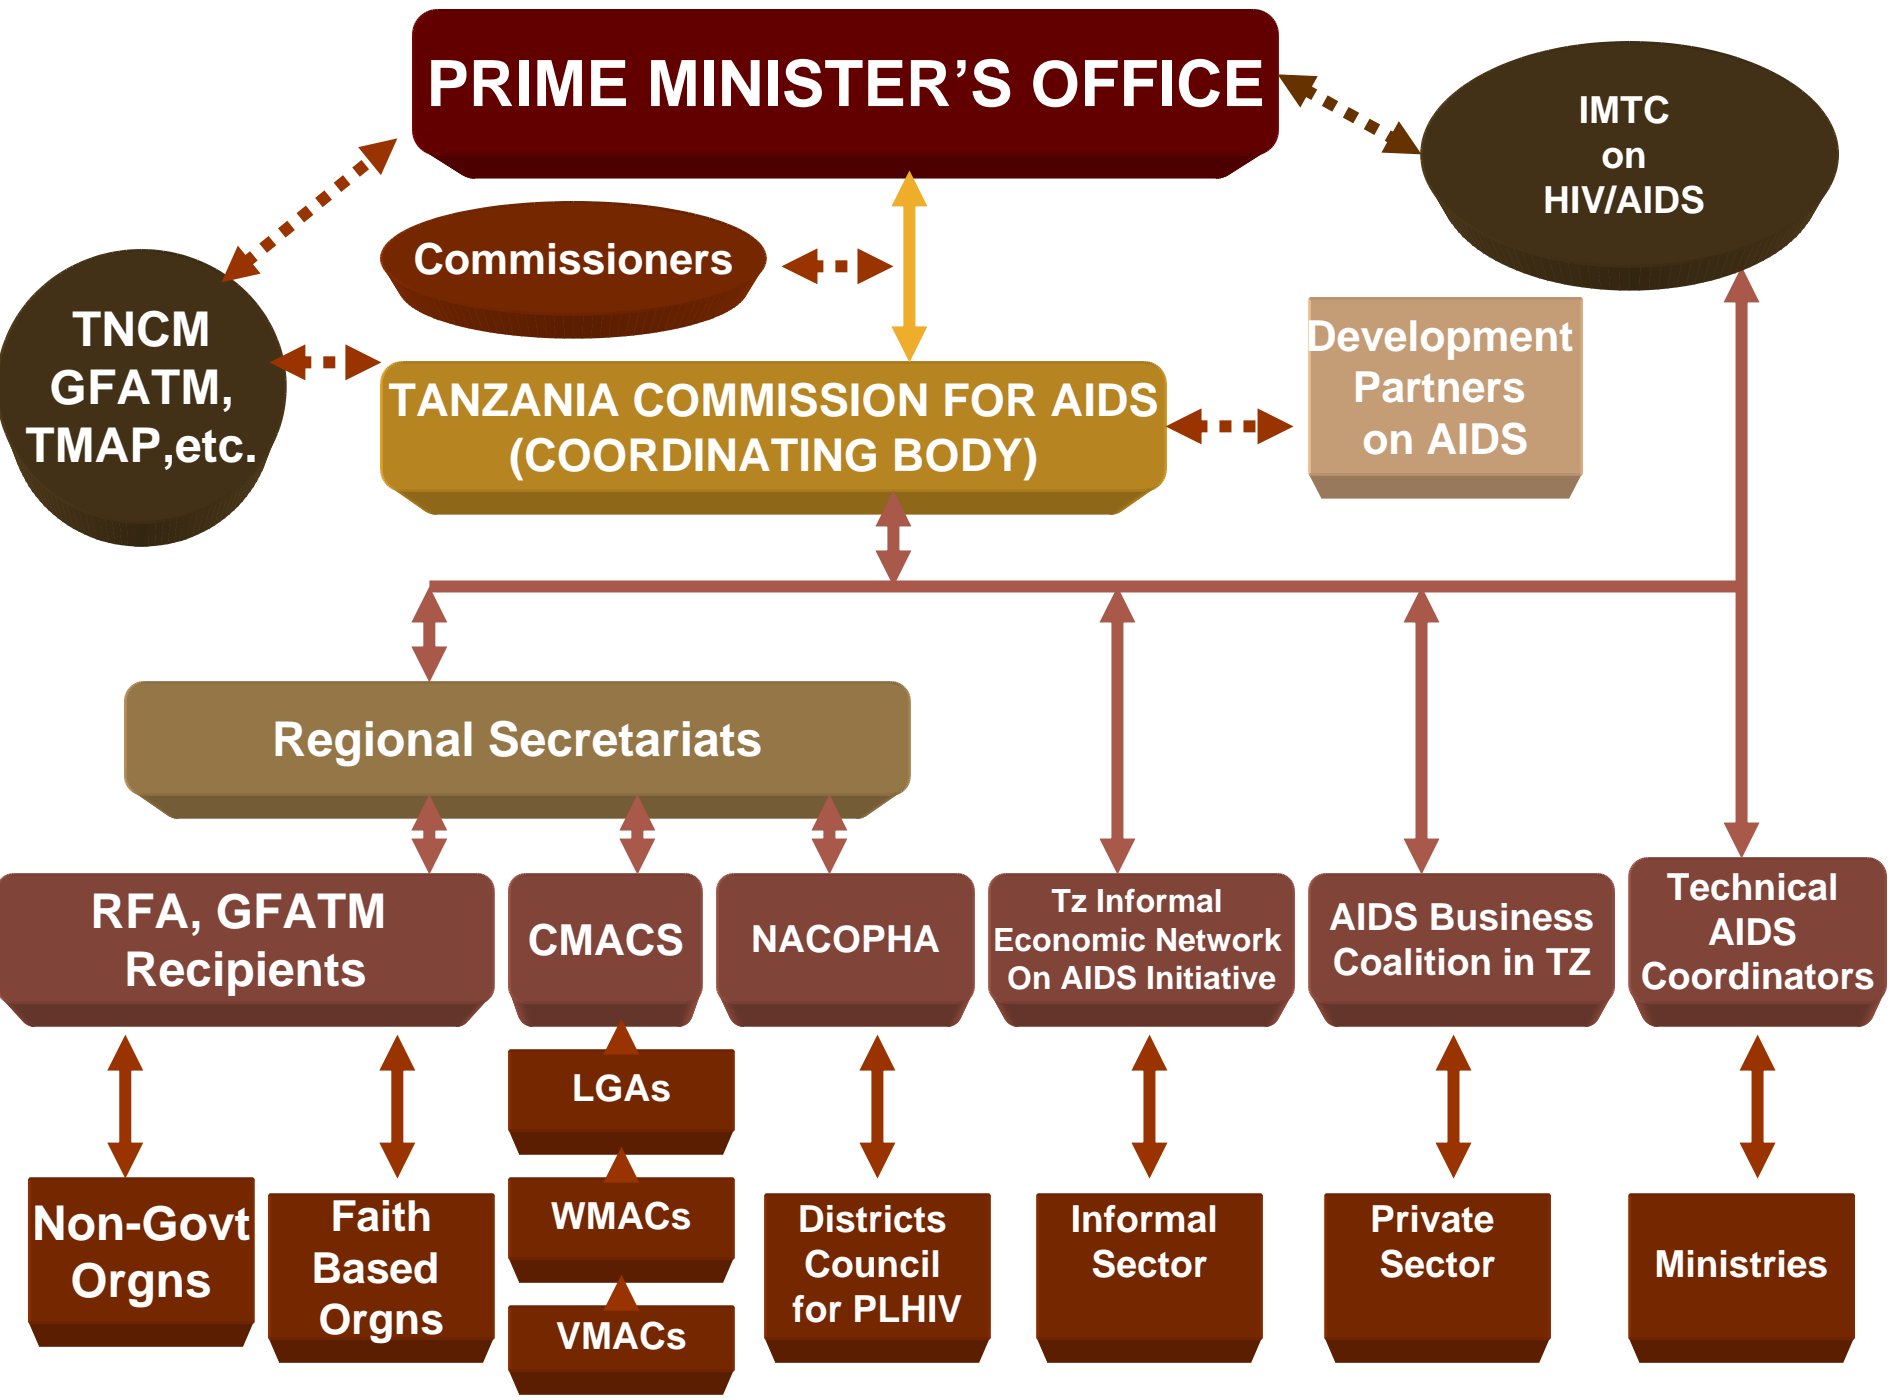 PRIME MINISTER’S OFFICE
IMTC
on
HIV/AIDS
Commissioners
TNCM
GFATM,
TMAP,etc.
TANZANIA COMMISSION FOR AIDS
(COORDINATING BODY)
Development
Partners
on AIDS
Regional Secretariats
RFA, GFATM
Recipients
CMACS
NACOPHA
Tz Informal
Economic Network
On AIDS Initiative
AIDS Business
Coalition in TZ
Technical
AIDS
Coordinators
LGAs
WMACs
VMACs
Non-Govt
Orgns
Faith
Based
Orgns
Districts
Council
for PLHIV
Informal
Sector
Private
Sector
Ministries